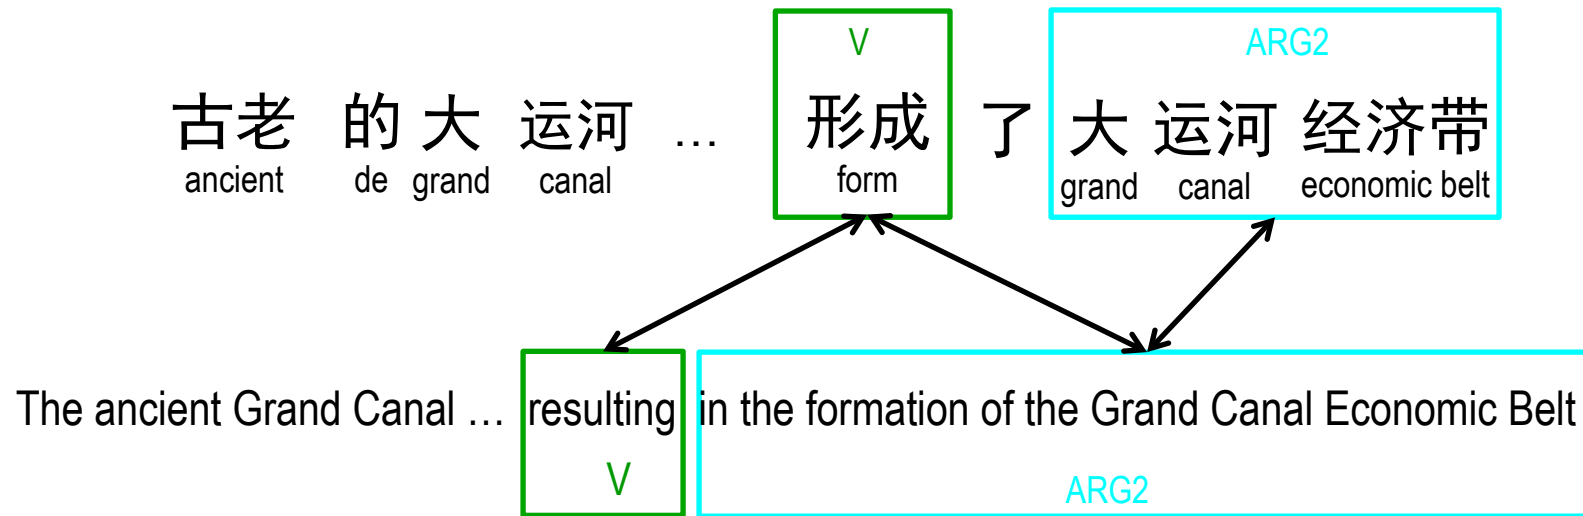 V ARG2
古老 的 大 运河 … 形成 了 大 运河 经济带
ancient de grand canal form grand canal economic belt
The ancient Grand Canal … resulting in the formation of the Grand Canal Economic Belt
V ARG2